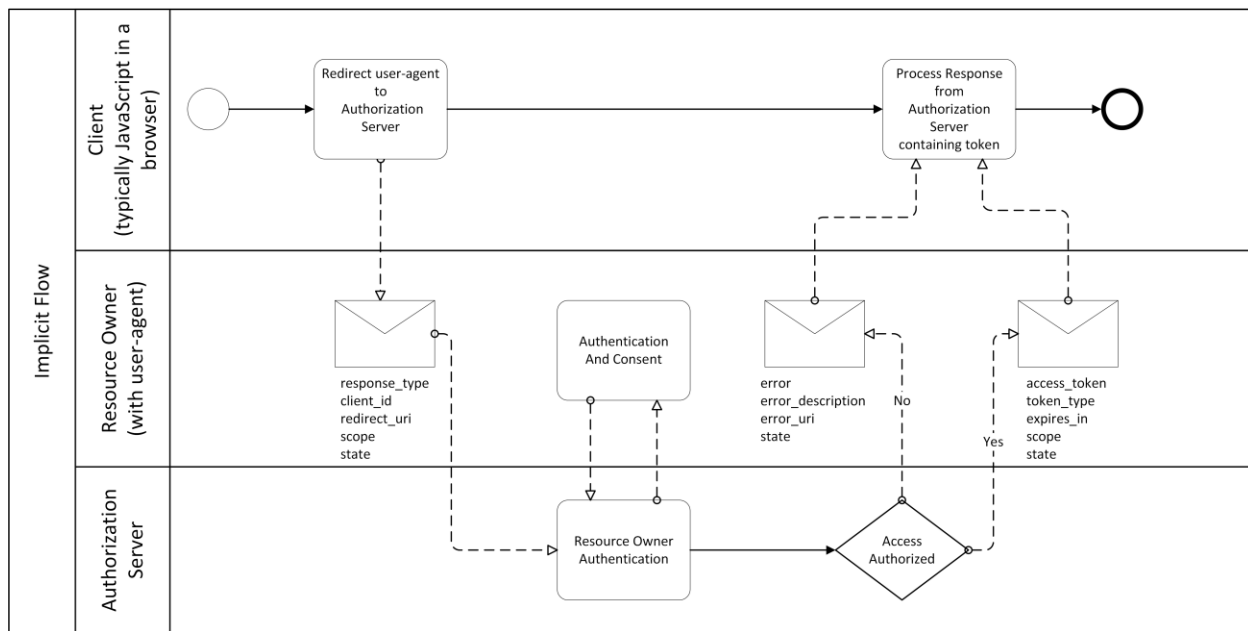 Implicit Flow
Client
(typically JavaScript in a
browser)
Redirect user-agent
to
Authorization
Server
Process Response
from
Authorization
Server
containing token
Resource Owner
(with user-agent)
response_type
client_id
redirect_uri
scope
state
Authentication
And Consent
error
error_description
error_uri
state
No
access_token
token_type
expires_in
scope
state
Yes
Authorization
Server
Resource Owner
Authentication
Access
Authorized